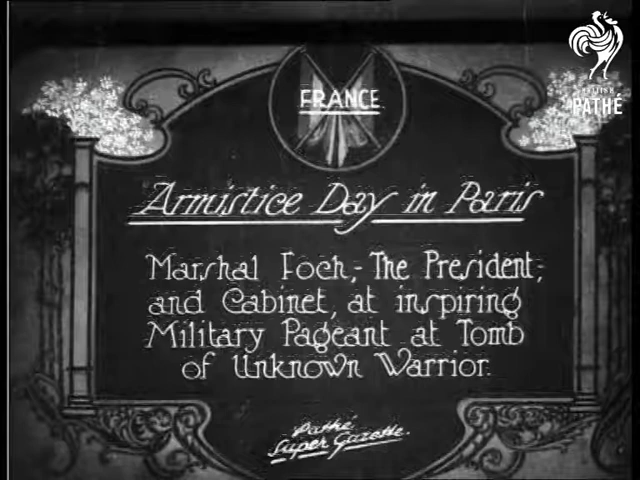 BRITISH
PATHÉ
FRANCE
Armistice Day in Paris
Marshal Foch,- The President,-
and Cabinet, at inspiring
Military Pageant at Tomb
of Unknown Warrior.
Pathé
Super Gazette.